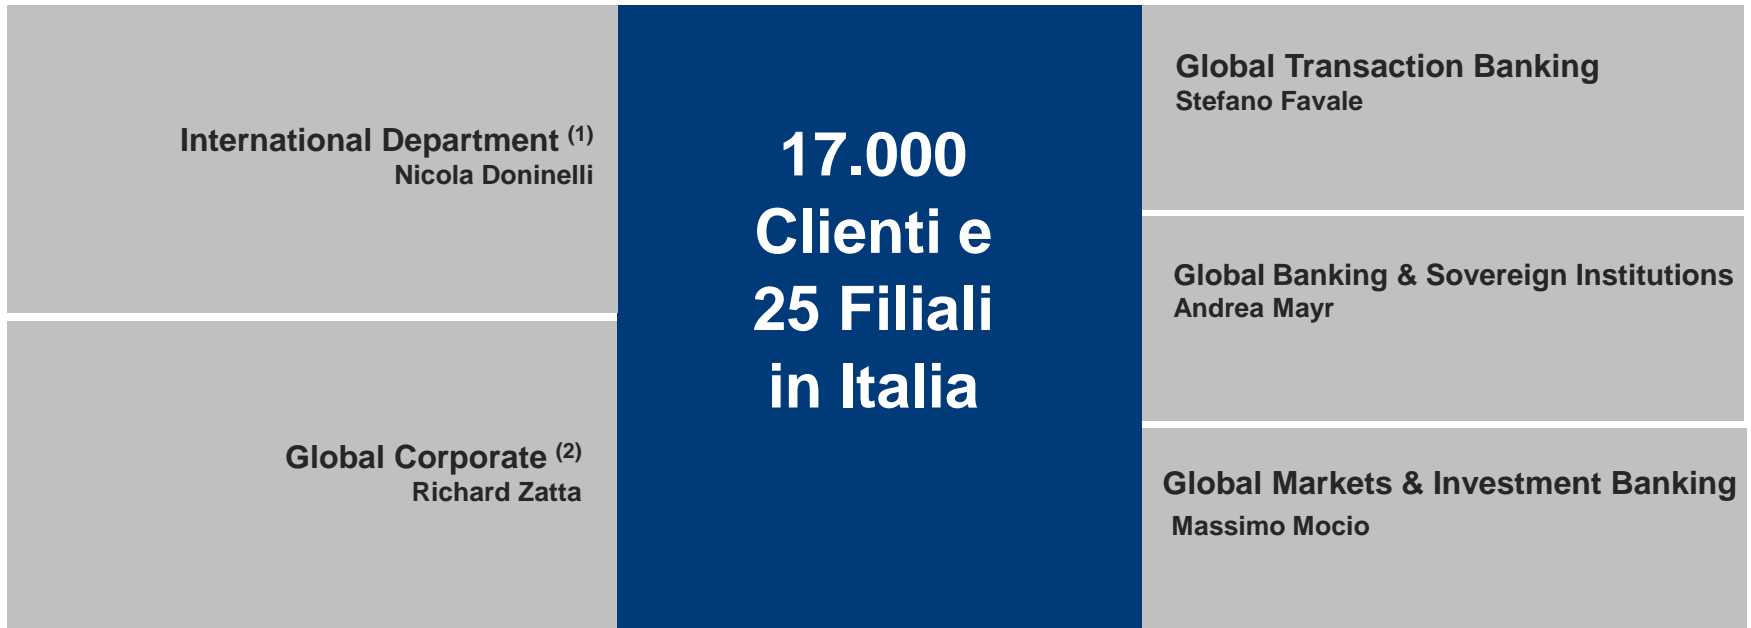 International Department (1)
Nicola Doninelli
Global Corporate (2)
Richard Zatta
17.000
Clienti e
25 Filiali
in Italia
Global Transaction Banking
Stefano Favale
Global Banking & Sovereign Institutions
Andrea Mayr
Global Markets & Investment Banking
Massimo Mocio